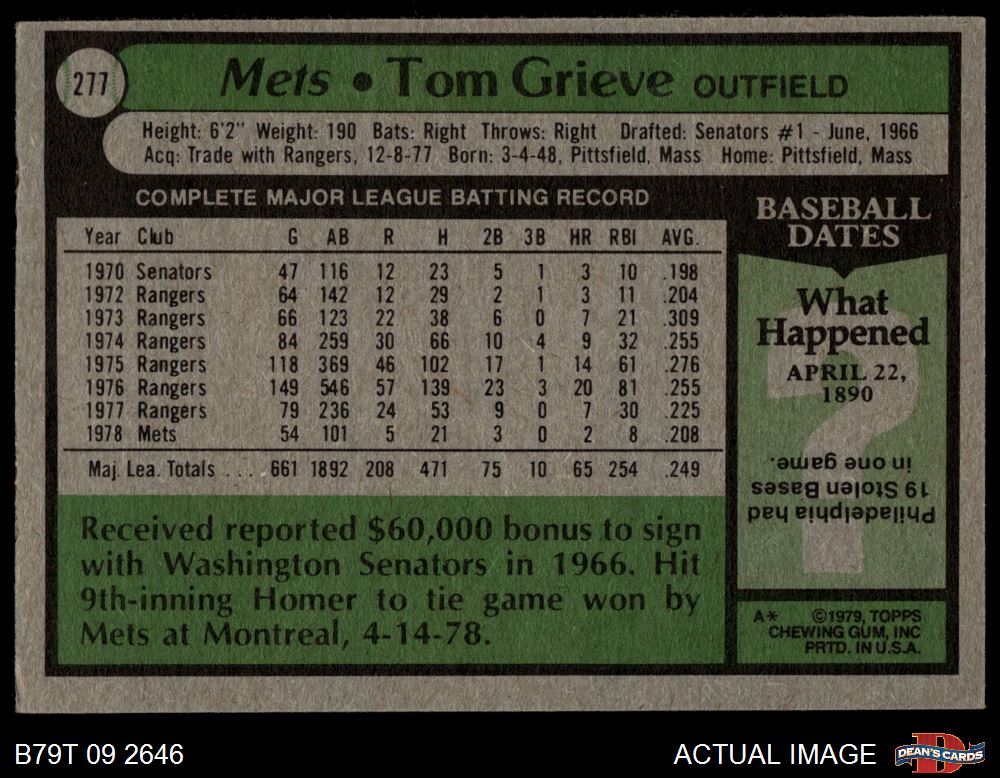 277
Mets • Tom Grieve OUTFIELD
Height: 6'2" Weight: 190 Bats: Right Throws: Right Drafted: Senators #1 - June, 1966
Acq: Trade with Rangers, 12-8-77 Born: 3-4-48, Pittsfield, Mass Home: Pittsfield, Mass
COMPLETE MAJOR LEAGUE BATTING RECORD
Year Club G AB R H 2B 3B HR RBI AVG.
1970 Senators 47 116 12 23 5 1 3 10 .198
1972 Rangers 64 142 12 29 2 1 3 11 .204
1973 Rangers 66 123 22 38 6 0 7 21 .309
1974 Rangers 84 259 30 66 10 4 9 32 .255
1975 Rangers 118 369 46 102 17 1 14 61 .276
1976 Rangers 149 546 57 139 23 3 20 81 .255
1977 Rangers 79 236 24 53 9 0 7 30 .225
1978 Mets 54 101 5 21 3 0 2 8 .208
Maj. Lea. Totals . . . 661 1892 208 471 75 10 65 254 .249
Received reported $60,000 bonus to sign
with Washington Senators in 1966. Hit
9th-inning Homer to tie game won by
Mets at Montreal, 4-14-78.
BASEBALL
DATES
What
Happened
APRIL 22,
1890
?
Philadelphia had
19 Stolen Bases
in one game.
A* ©1979, TOPPS
CHEWING GUM, INC
PRTD. IN U.S.A.
B79T 09 2646
ACTUAL IMAGE
D
DEAN'S CARDS